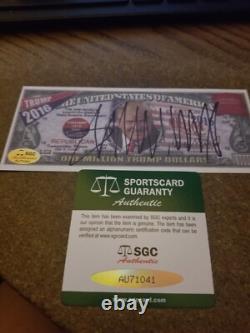 TRUMP
2016
THE UNITED STATES OF AMERICA
REPUBLICAN
SGC
ONE MILLION TRUMP DOLLARS
SPORTSCARD
GUARANTY
Authentic
This item has been examined by SGC experts and it is
our opinion that the item is genuine. The item has been
assigned an alphanumeric certification code that can be
verified at www.sgccard.com
SGC
Authentic
AU71041